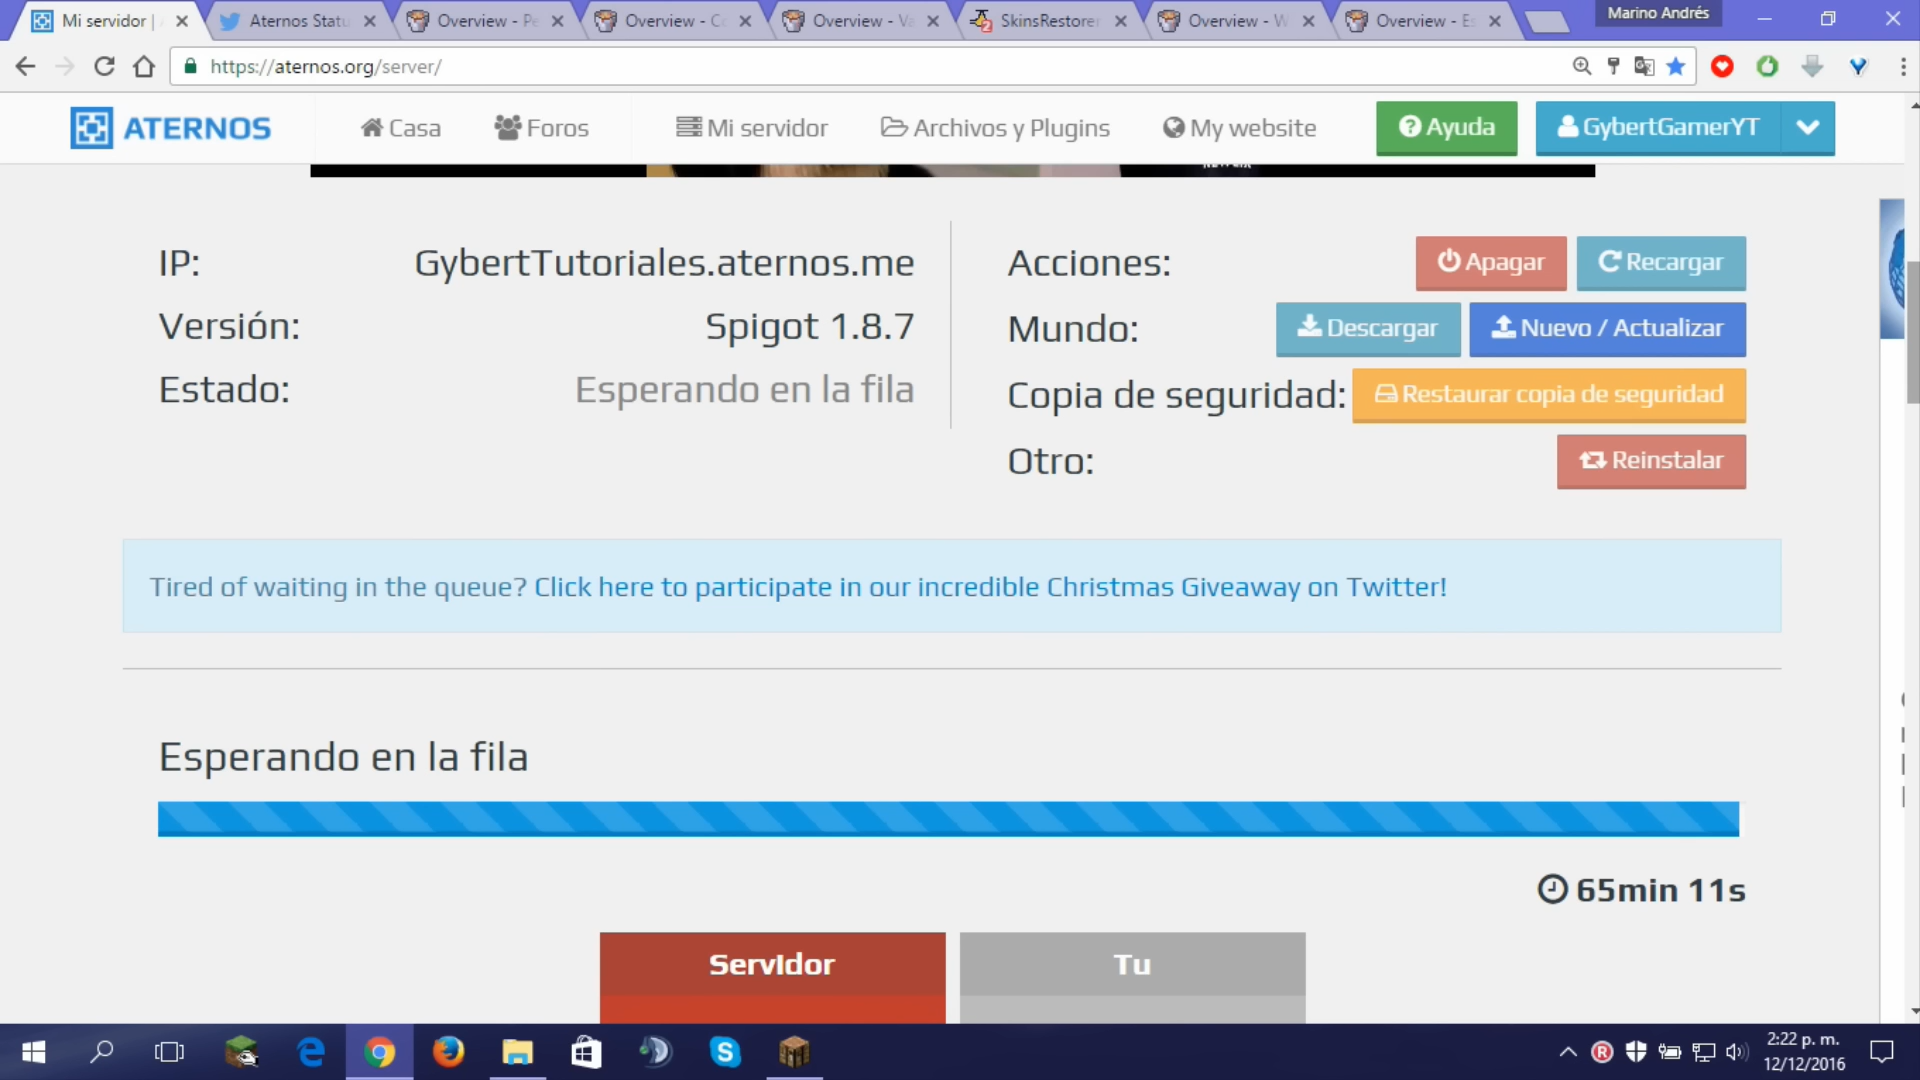 Mi servidor |
Aternos Statu
Overview - Pe
Overview - C
Overview - Va
SkinsRestorer
Overview - W
Overview - Es
Marino Andrés
https://aternos.org/server/
ATERNOS
Casa
Foros
Mi servidor
Archivos y Plugins
My website
Ayuda
GybertGamerYT
IP:
GybertTutoriales.aternos.me
Versión:
Spigot 1.8.7
Estado:
Esperando en la fila
Acciones:
Apagar
Recargar
Mundo:
Descargar
Nuevo / Actualizar
Copia de seguridad:
Restaurar copia de seguridad
Otro:
Reinstalar
Tired of waiting in the queue? Click here to participate in our incredible Christmas Giveaway on Twitter!
Esperando en la fila
65min 11s
Servidor
Tu
2:22 p. m.
12/12/2016